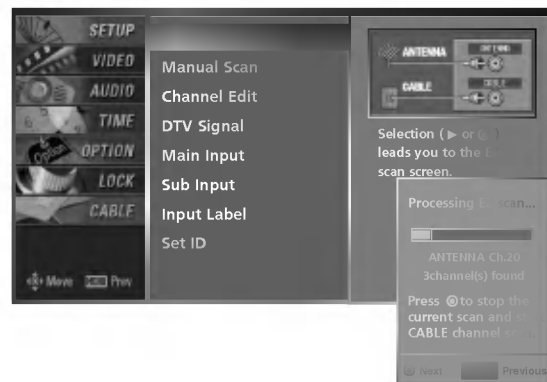 SETUP
VIDEO
AUDIO
TIME
OPTION
LOCK
CABLE
Move Prev
Manual Scan
Channel Edit
DTV Signal
Main Input
Sub Input
Input Label
Set ID
ANTENNA
CABLE
Selection ( ▶ or
leads you to the
scan screen.
Option
Processing scan...
ANTENNA Ch.20
3channel(s) found
Press ◉ to stop the
current scan and
CABLE channel
Next Previous